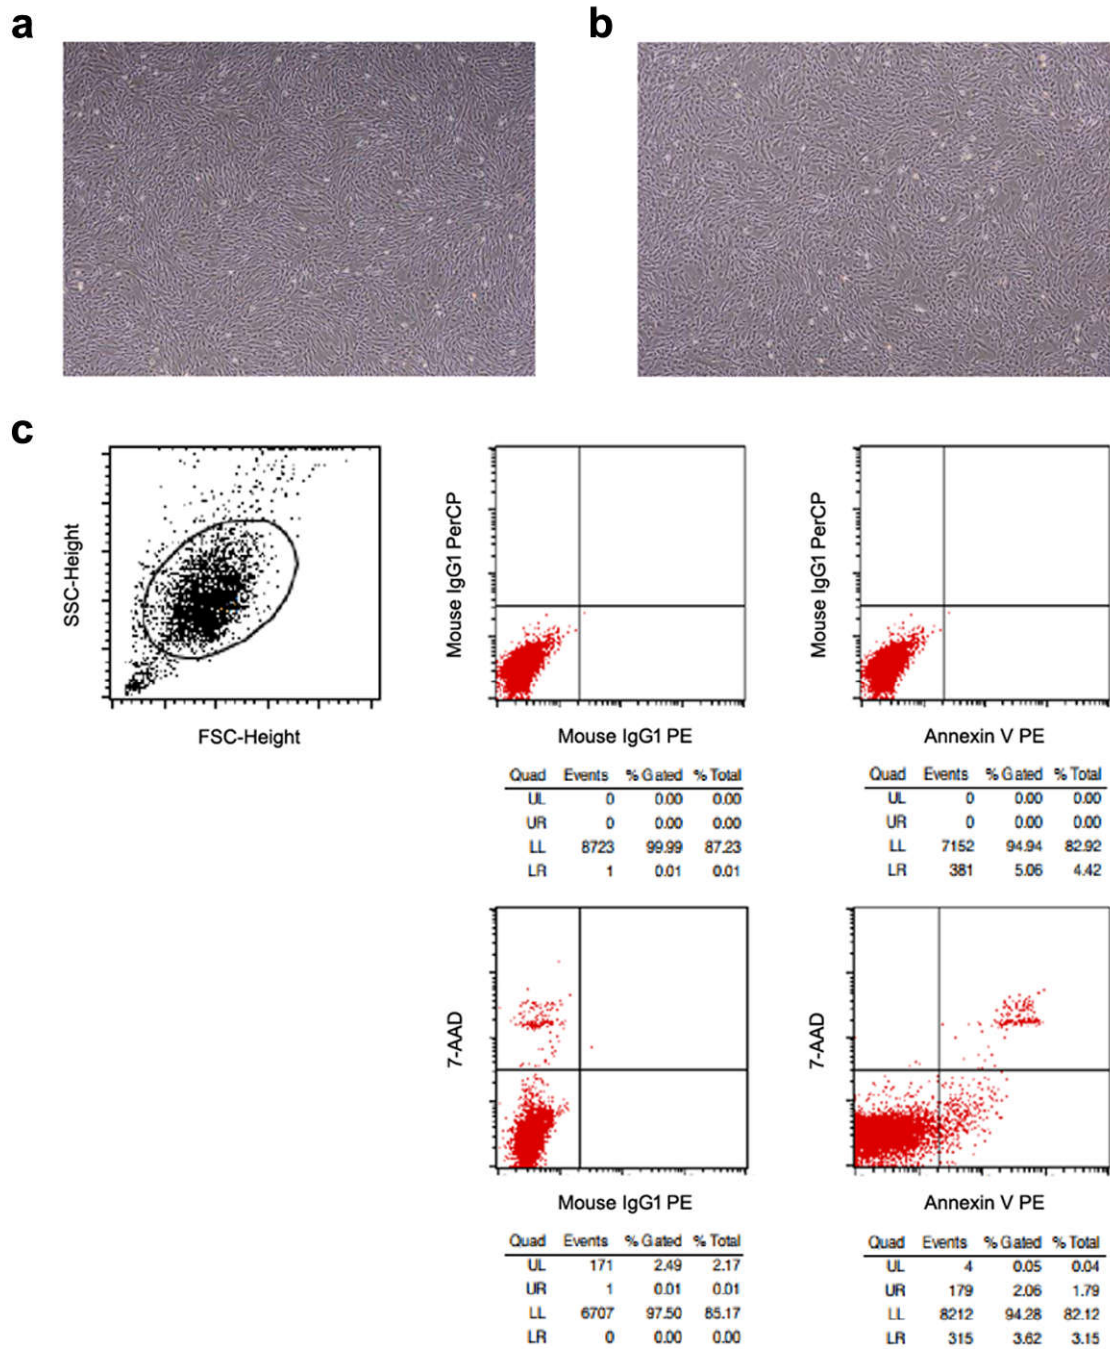 a
b
c
SSC-Height
FSC-Height
Mouse IgG1 PerCP
Mouse IgG1 PE
Mouse IgG1 PerCP
Annexin V PE
Quad Events % Gated % Total
UL 0 0.00 0.00
UR 0 0.00 0.00
LL 8723 99.99 87.23
LR 1 0.01 0.01
Quad Events % Gated % Total
UL 0 0.00 0.00
UR 0 0.00 0.00
LL 7152 94.94 82.92
LR 381 5.06 4.42
7-AAD
Mouse IgG1 PE
7-AAD
Annexin V PE
Quad Events % Gated % Total
UL 171 2.49 2.17
UR 1 0.01 0.01
LL 6707 97.50 85.17
LR 0 0.00 0.00
Quad Events % Gated % Total
UL 4 0.05 0.04
UR 179 2.06 1.79
LL 8212 94.28 82.12
LR 315 3.62 3.15